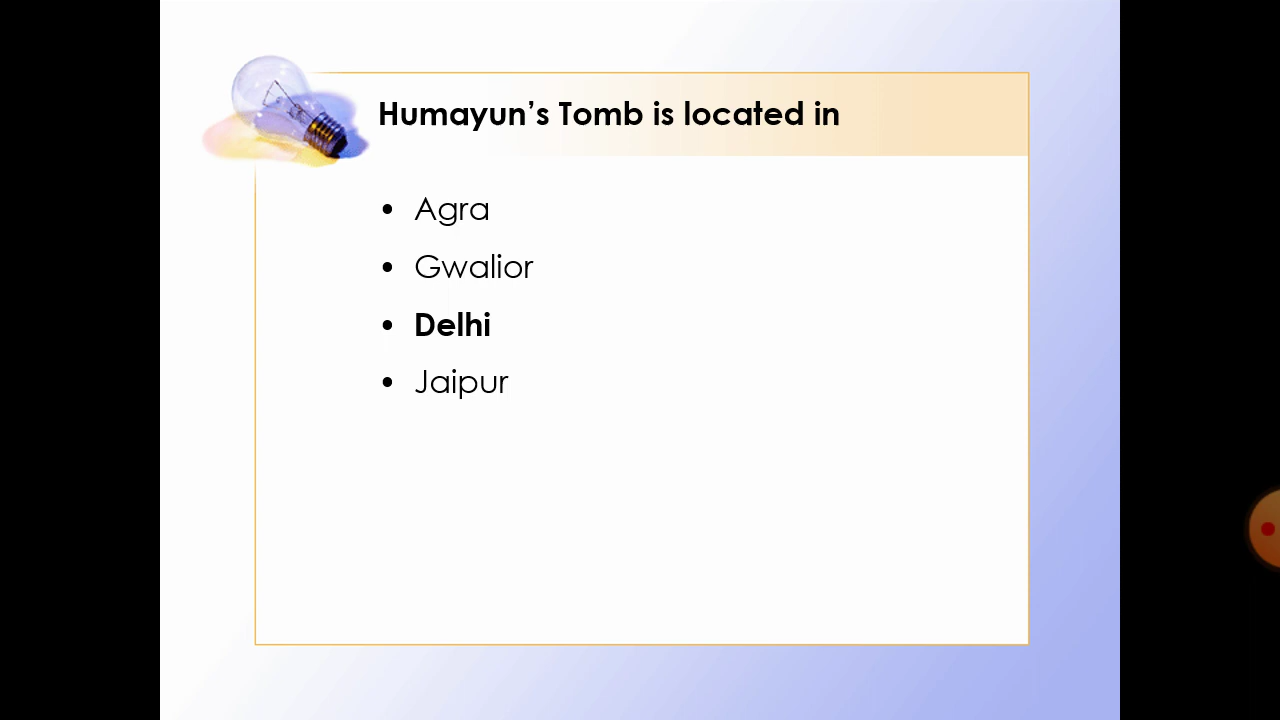 Humayun’s Tomb is located in
• Agra
• Gwalior
• Delhi
• Jaipur